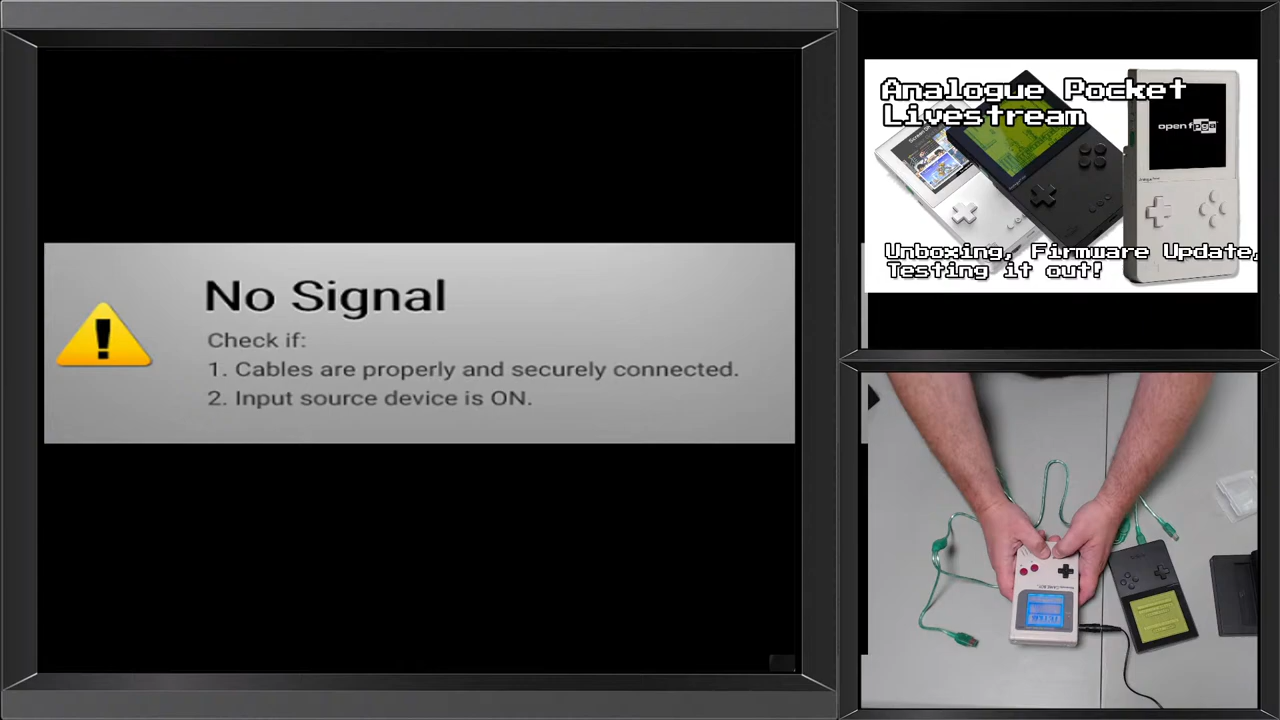 No Signal
Check if:
1. Cables are properly and securely connected.
2. Input source device is ON.
Analogue Pocket
Livestream
open fpga
Unboxing, Firmware Update,
Testing it out!